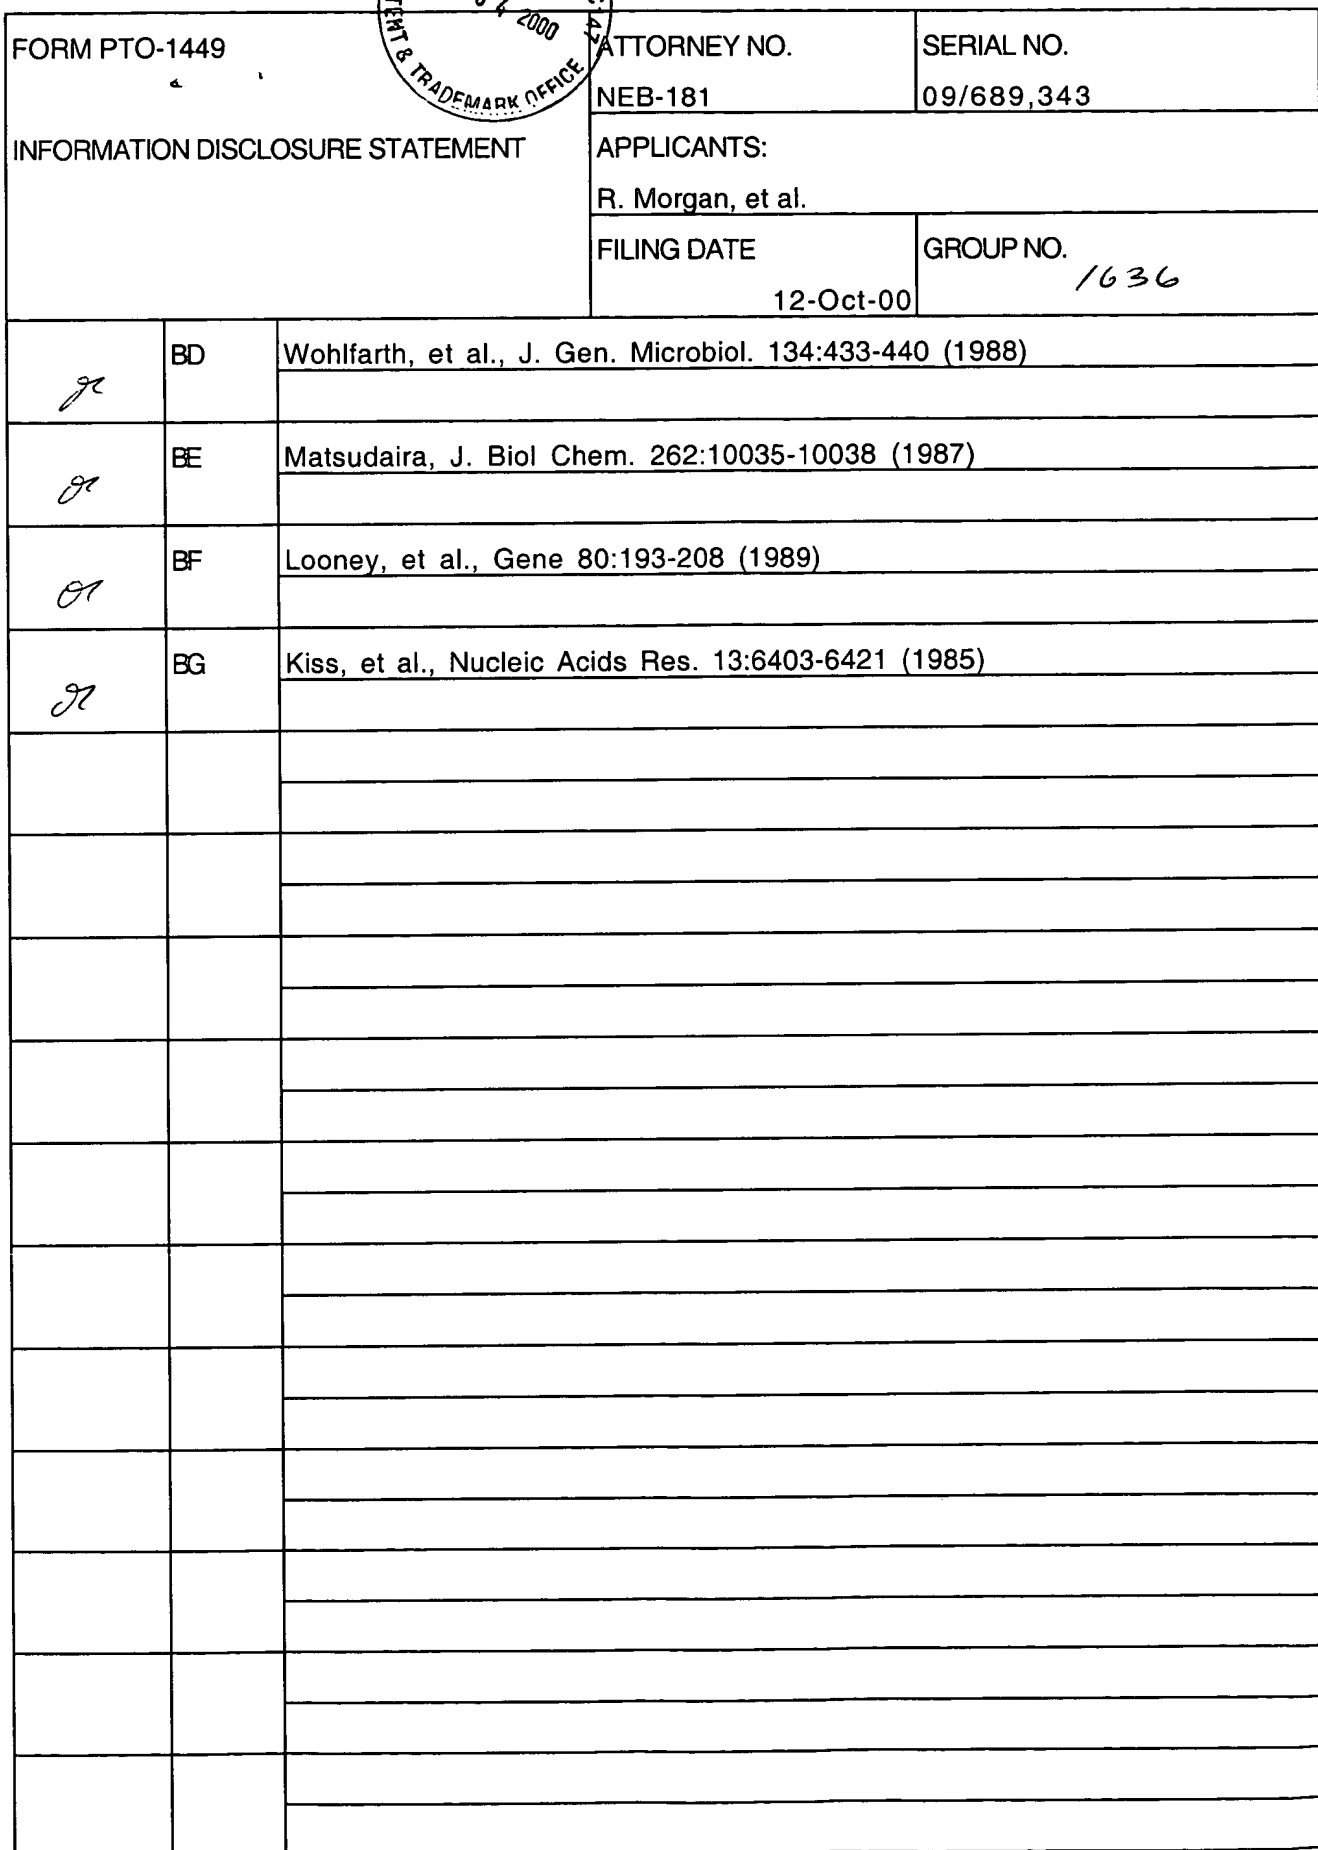 FORM PTO-1449
INFORMATION DISCLOSURE STATEMENT
4 2000
TENT & TRADEMARK OFFICE
ATTORNEY NO.
NEB-181
SERIAL NO.
09/689,343
APPLICANTS:
R. Morgan, et al.
FILING DATE
12-Oct-00
GROUP NO.
1636
BD Wohlfarth, et al., J. Gen. Microbiol. 134:433-440 (1988)
BE Matsudaira, J. Biol Chem. 262:10035-10038 (1987)
BF Looney, et al., Gene 80:193-208 (1989)
BG Kiss, et al., Nucleic Acids Res. 13:6403-6421 (1985)